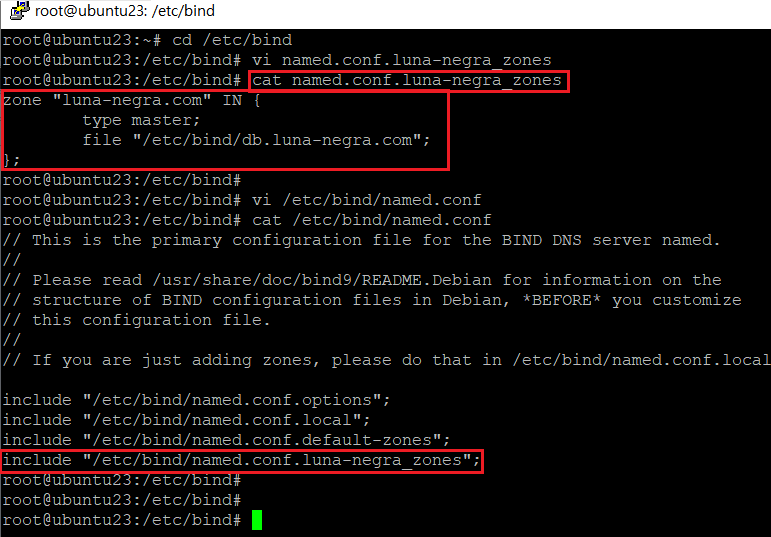 root@ubuntu23: /etc/bind
root@ubuntu23:~# cd /etc/bind
root@ubuntu23:/etc/bind# vi named.conf.luna-negra_zones
root@ubuntu23:/etc/bind# cat named.conf.luna-negra_zones
zone "luna-negra.com" IN {
        type master;
        file "/etc/bind/db.luna-negra.com";
};
root@ubuntu23:/etc/bind#
root@ubuntu23:/etc/bind# vi /etc/bind/named.conf
root@ubuntu23:/etc/bind# cat /etc/bind/named.conf
// This is the primary configuration file for the BIND DNS server named.
//
// Please read /usr/share/doc/bind9/README.Debian for information on the
// structure of BIND configuration files in Debian, *BEFORE* you customize
// this configuration file.
//
// If you are just adding zones, please do that in /etc/bind/named.conf.local
include "/etc/bind/named.conf.options";
include "/etc/bind/named.conf.local";
include "/etc/bind/named.conf.default-zones";
include "/etc/bind/named.conf.luna-negra_zones";
root@ubuntu23:/etc/bind#
root@ubuntu23:/etc/bind#
root@ubuntu23:/etc/bind#